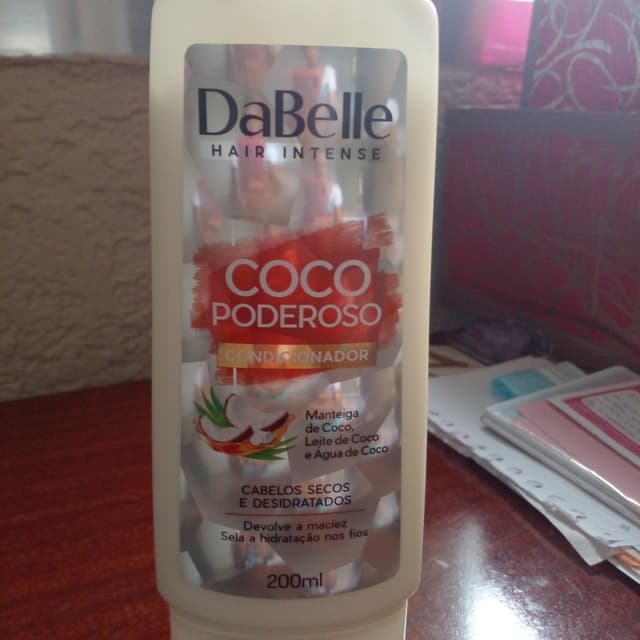 DaBelle
HAIR INTENSE
COCO
PODEROSO
CONDICIONADOR
Manteiga
de Coco,
Leite de Coco
e Água de Coco
CABELOS SECOS
E DESIDRATADOS
Devolve a maciez
Sela a hidratação nos fios
200ml